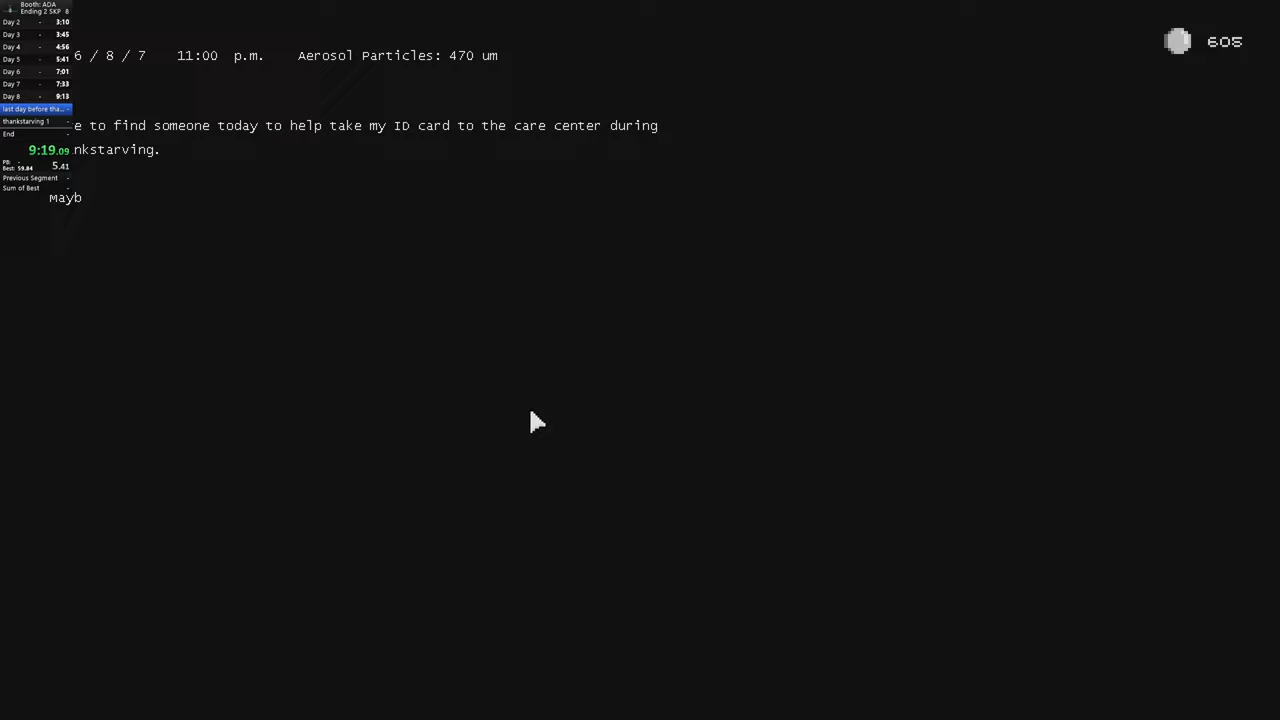 Booth: ADA
Ending 2 SKP 8
Day 2 - 3:10
Day 3 - 3:45
Day 4 - 4:56
Day 5 - 5:41
Day 6 - 7:01
Day 7 - 7:33
Day 8 - 9:13
last day before tha... -
thankstarving 1 -
End -
9:19.09
PB: - 5.41
Best: 59.84
Previous Segment -
Sum of Best -
6 / 8 / 7 11:00 p.m. Aerosol Particles: 470 um
605
e to find someone today to help take my ID card to the care center during
nkstarving.
Mayb